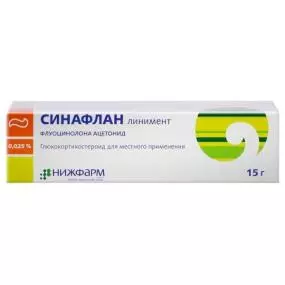 СИНАФЛАН линимент
ФЛУОЦИНОЛОНА АЦЕТОНИД
0,025 %
Глюкокортикостероид для местного применения
НИЖФАРМ
15 г